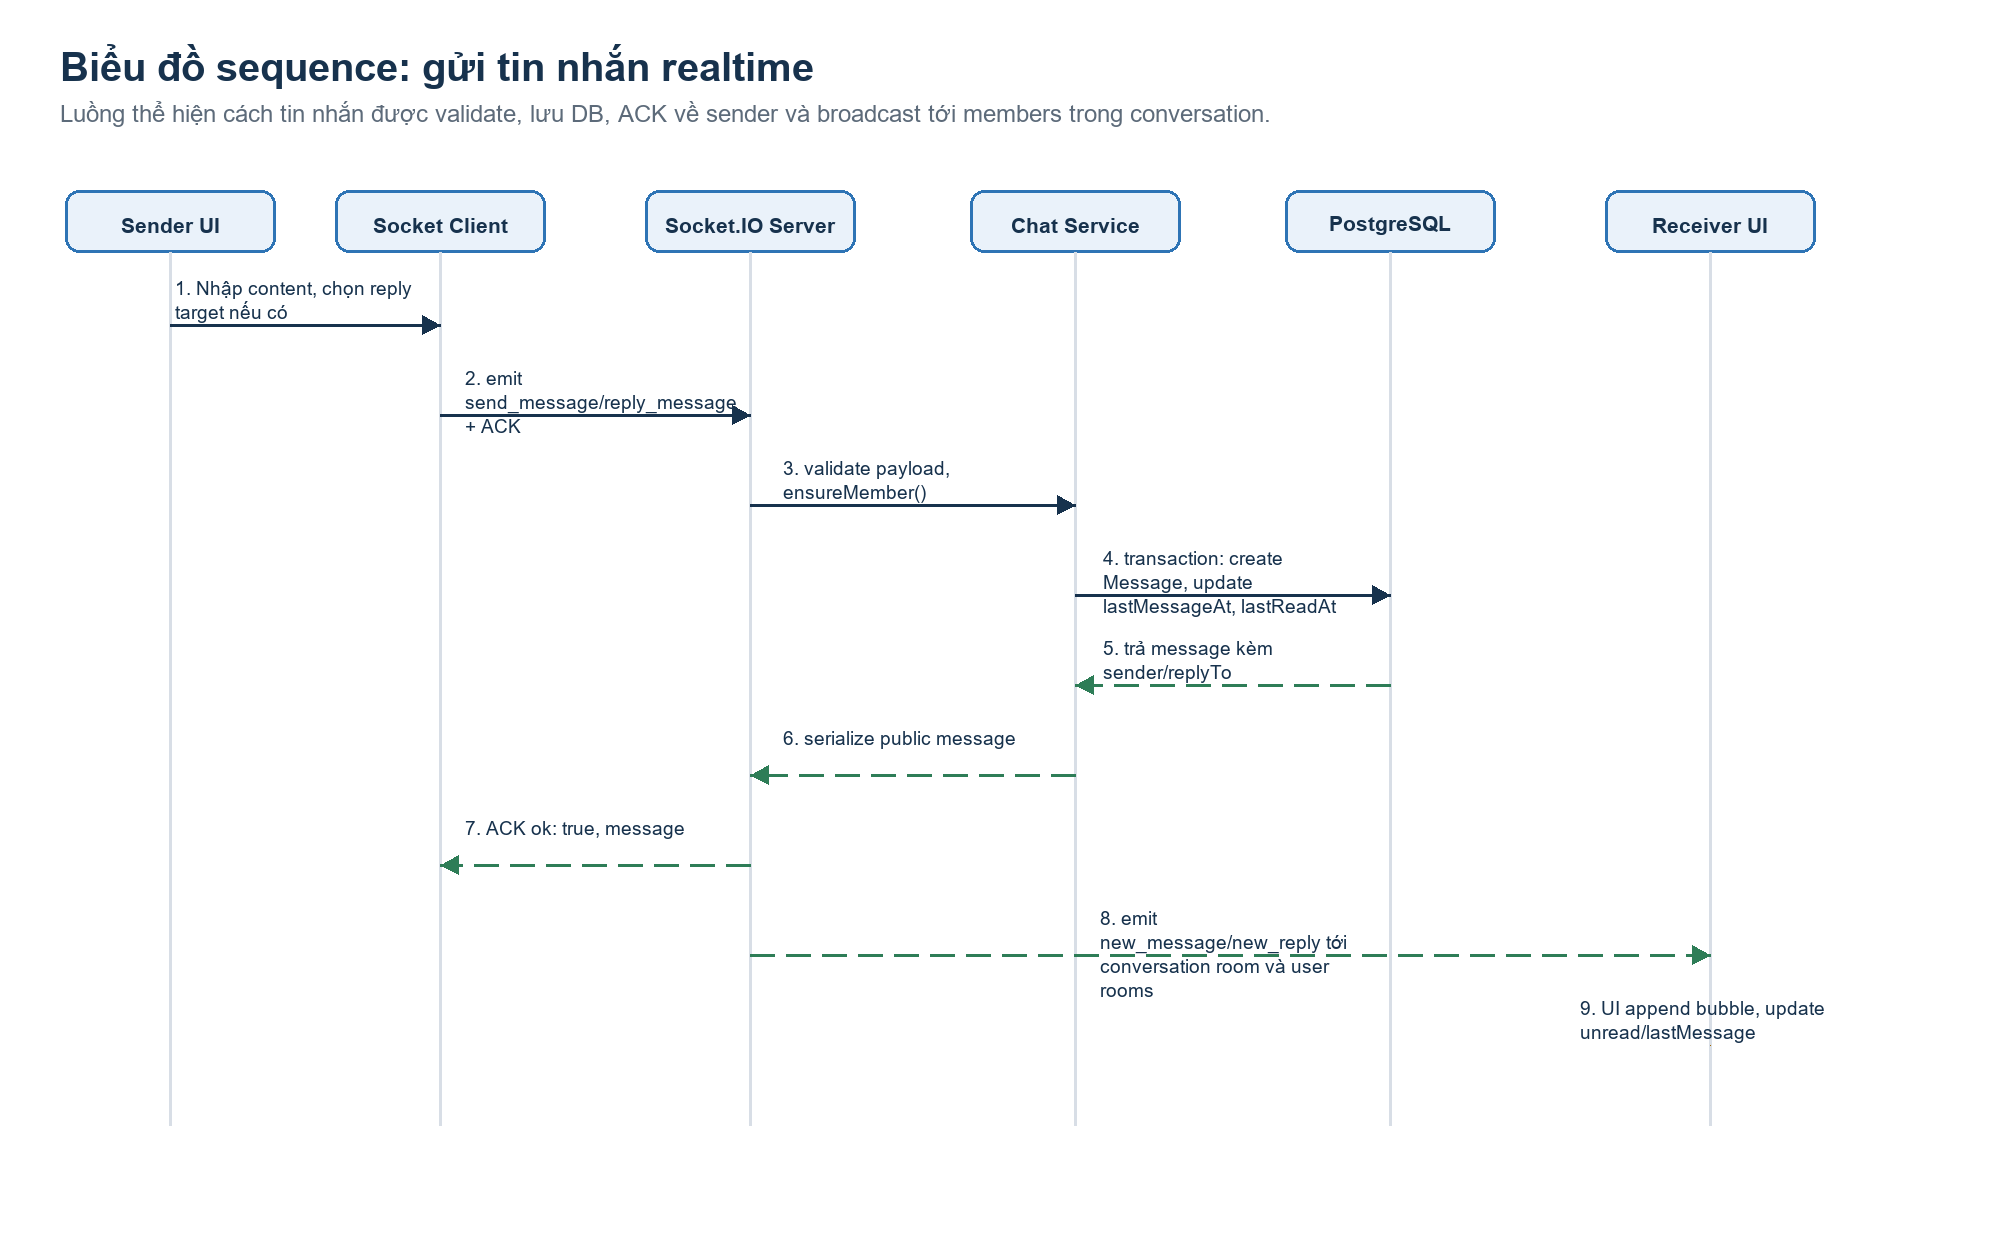 Biểu đồ sequence: gửi tin nhắn realtime
Luồng thể hiện cách tin nhắn được validate, lưu DB, ACK về sender và broadcast tới members trong conversation.
Sender UI
Socket Client
Socket.IO Server
Chat Service
PostgreSQL
Receiver UI
1. Nhập content, chọn reply
target nếu có
2. emit
send_message/reply_message
+ ACK
3. validate payload,
ensureMember()
4. transaction: create
Message, update
lastMessageAt, lastReadAt
5. trả message kèm
sender/replyTo
6. serialize public message
7. ACK ok: true, message
8. emit
new_message/new_reply tới
conversation room và user
rooms
9. UI append bubble, update
unread/lastMessage